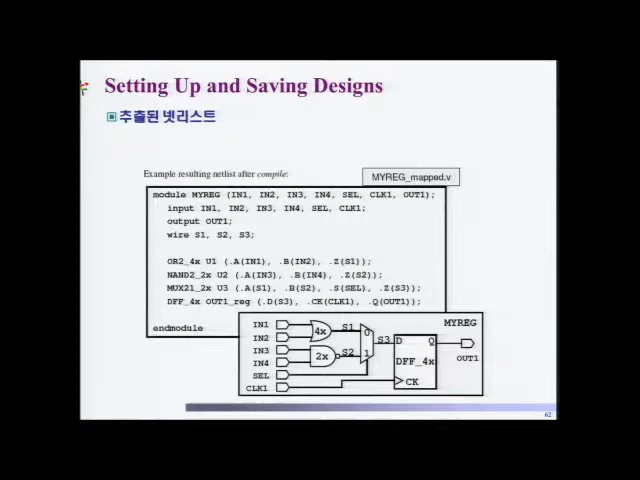 Setting Up and Saving Designs
추출된 넷리스트
Example resulting netlist after compile:
MYREG_mapped.v
module MYREG (IN1, IN2, IN3, IN4, SEL, CLK1, OUT1);
input IN1, IN2, IN3, IN4, SEL, CLK1;
output OUT1;
wire S1, S2, S3;
OR2_4x U1 (.A(IN1), .B(IN2), .Z(S1));
NAND2_2x U2 (.A(IN3), .B(IN4), .Z(S2));
MUX21_2x U3 (.A(S1), .B(S2), .S(SEL), .Z(S3));
DFF_4x OUT1_reg (.D(S3), .CK(CLK1), .Q(OUT1));
endmodule
MYREG
IN1
IN2
IN3
IN4
SEL
CLK1
4x
2x
S1
S2
0
1
S3
D
Q
DFF_4x
CK
OUT1
62